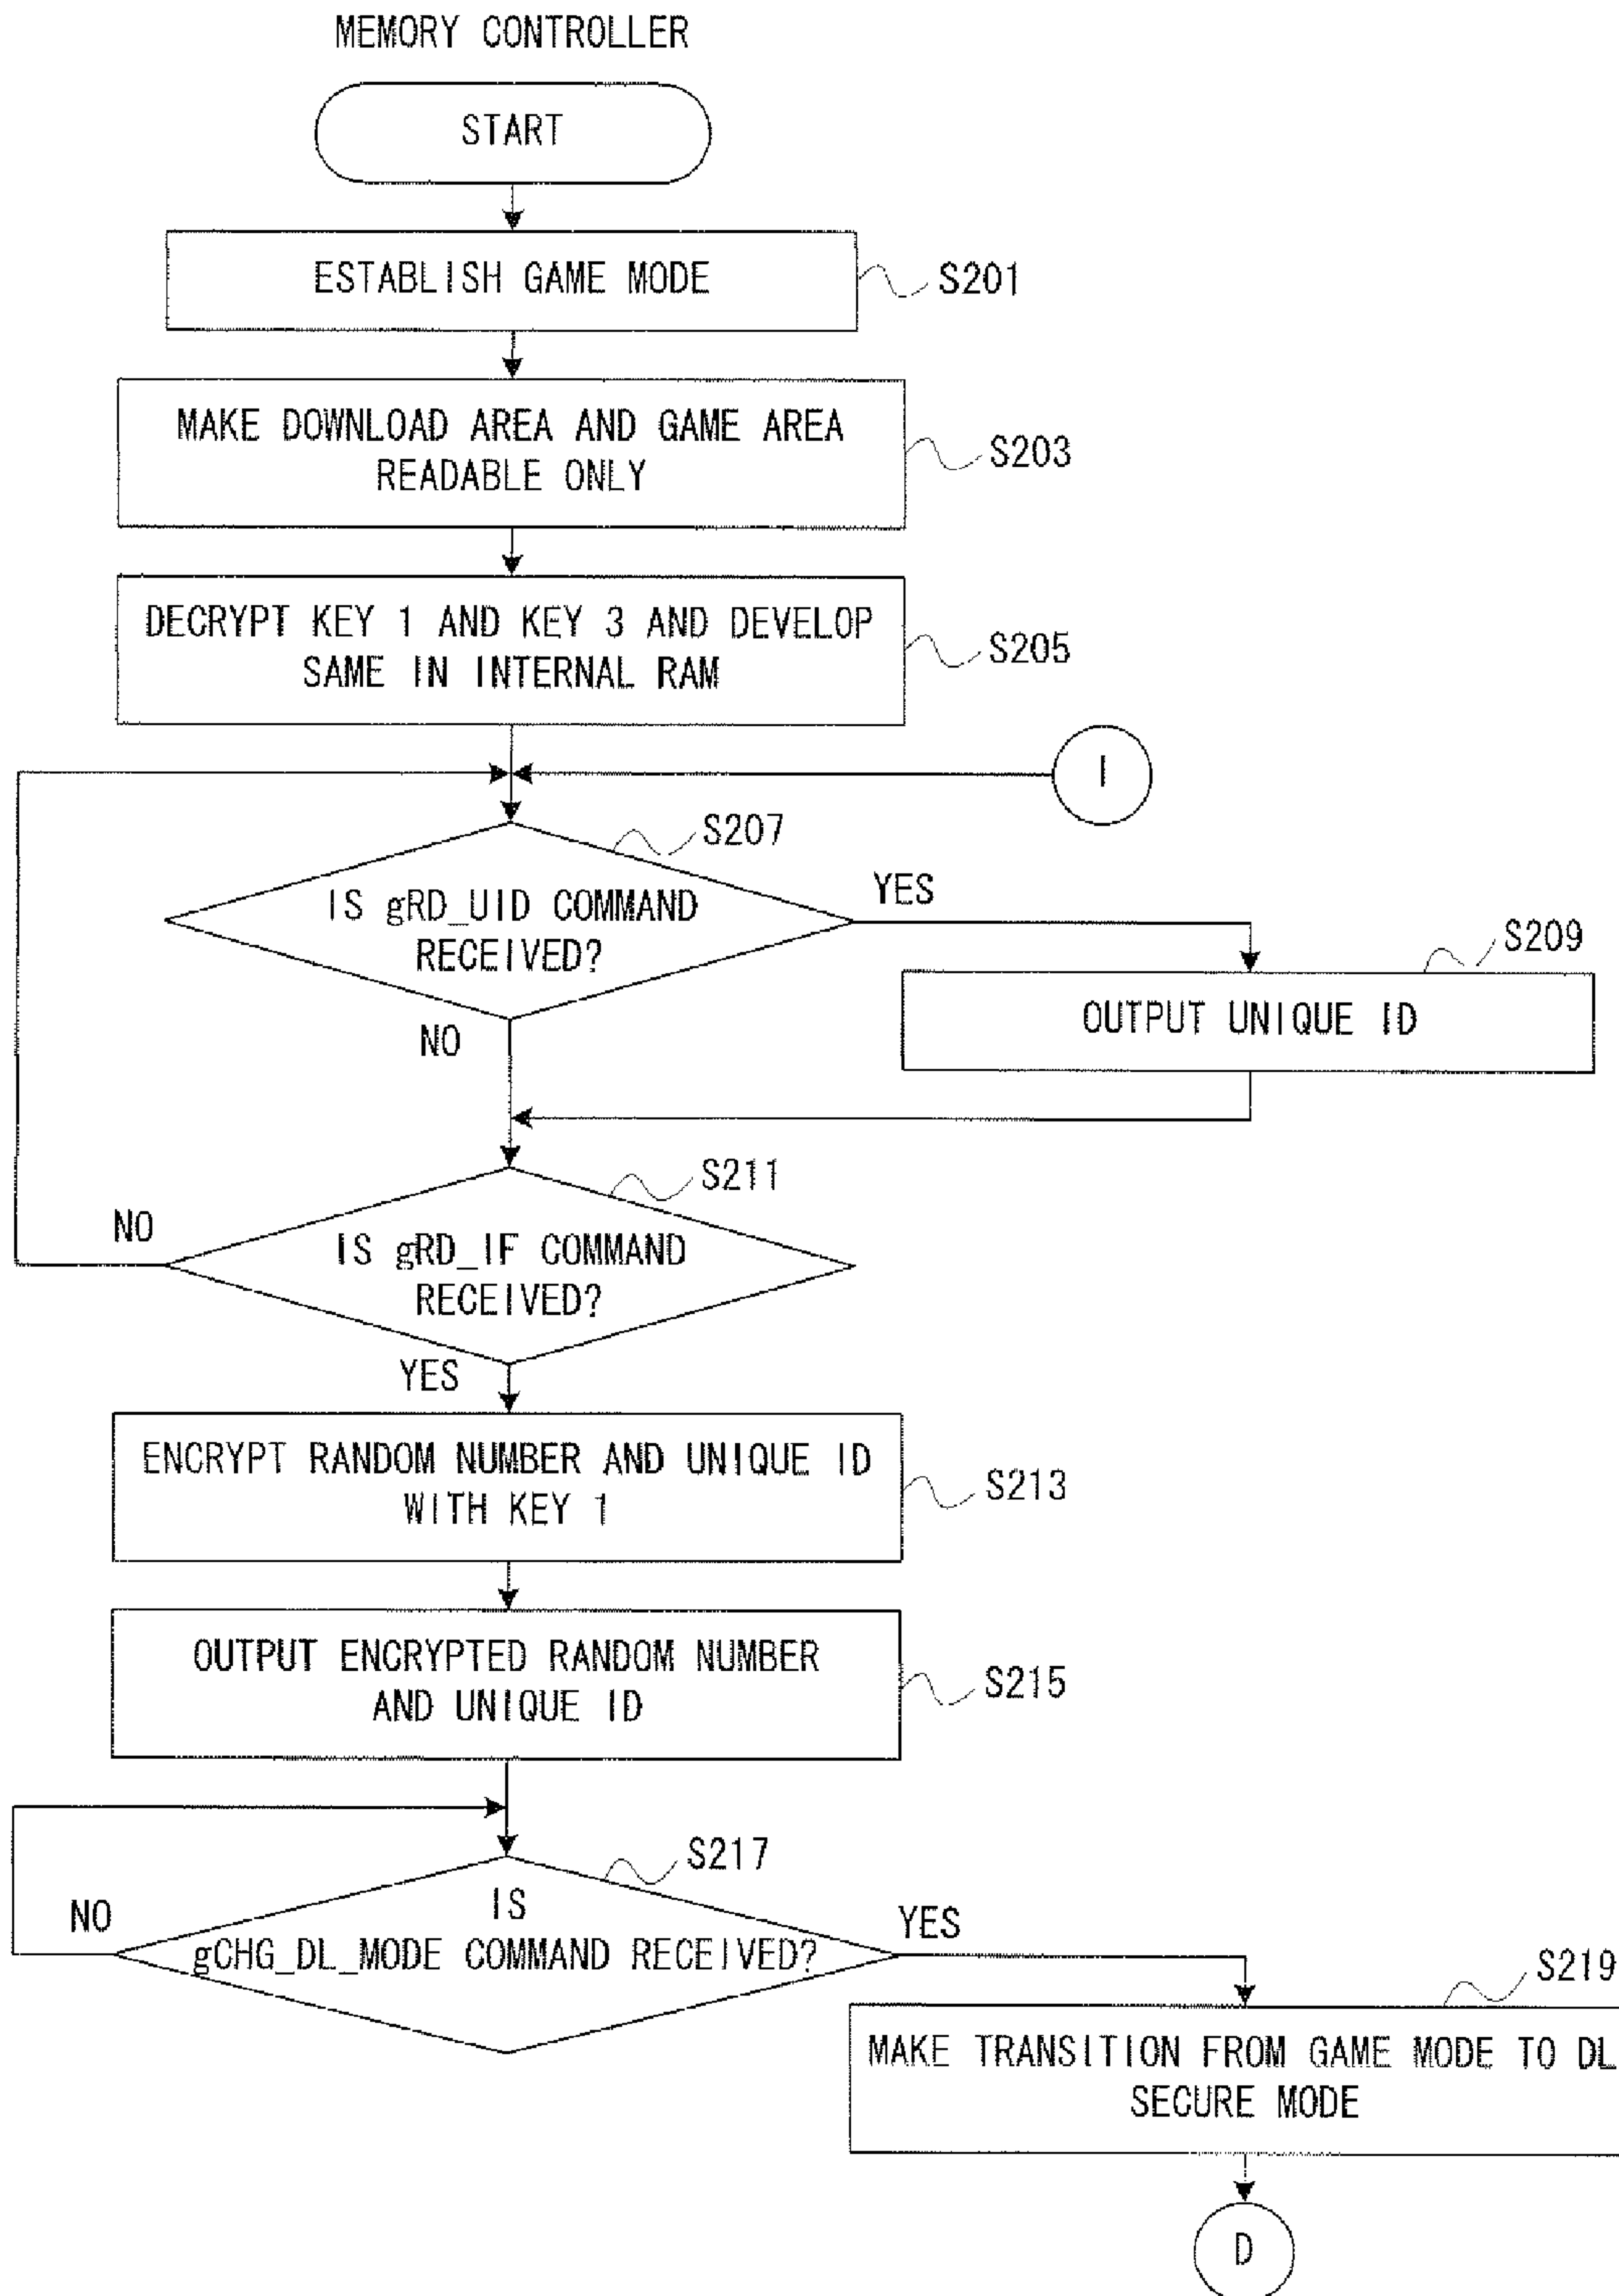 MEMORY CONTROLLER
START
ESTABLISH GAME MODE
S201
MAKE DOWNLOAD AREA AND GAME AREA
READABLE ONLY
S203
DECRYPT KEY 1 AND KEY 3 AND DEVELOP
SAME IN INTERNAL RAM
S205
I
S207
IS gRD_UID COMMAND
RECEIVED?
YES
NO
S209
OUTPUT UNIQUE ID
S211
IS gRD_IF COMMAND
RECEIVED?
NO
YES
ENCRYPT RANDOM NUMBER AND UNIQUE ID
WITH KEY 1
S213
OUTPUT ENCRYPTED RANDOM NUMBER
AND UNIQUE ID
S215
S217
IS
gCHG_DL_MODE COMMAND RECEIVED?
NO
YES
S219
MAKE TRANSITION FROM GAME MODE TO DL
SECURE MODE
D